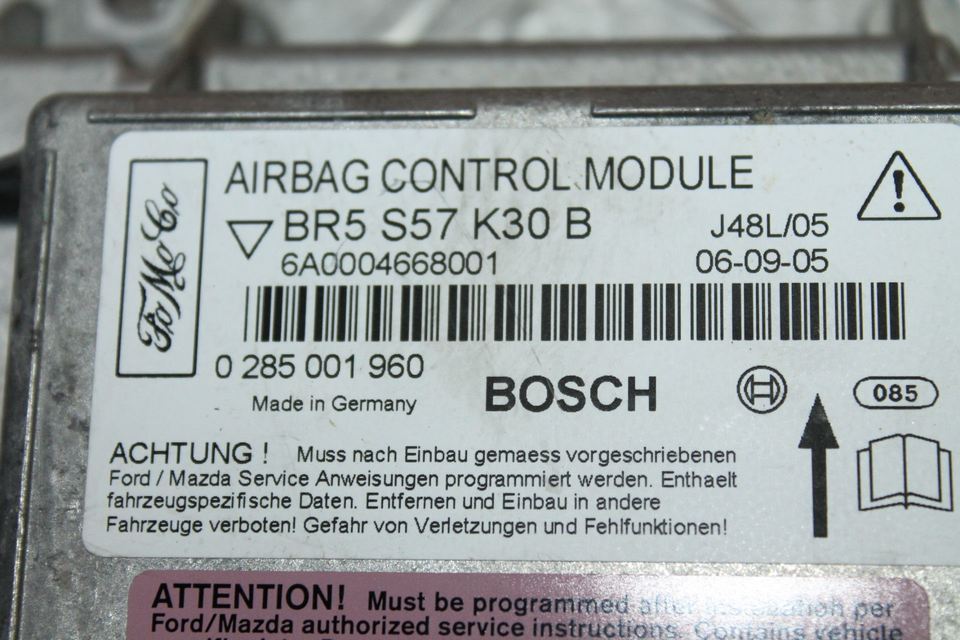 FoMoCo
AIRBAG CONTROL MODULE
BR5 S57 K30 B
J48L/05
6A0004668001
06-09-05
0 285 001 960
Made in Germany
BOSCH
085
ACHTUNG ! Muss nach Einbau gemaess vorgeschriebenen
Ford / Mazda Service Anweisungen programmiert werden. Enthaelt
fahrzeugspezifische Daten. Entfernen und Einbau in andere
Fahrzeuge verboten! Gefahr von Verletzungen und Fehlfunktionen!
ATTENTION! Must be programmed after installation per
Ford/Mazda authorized service instructions. Contains vehicle